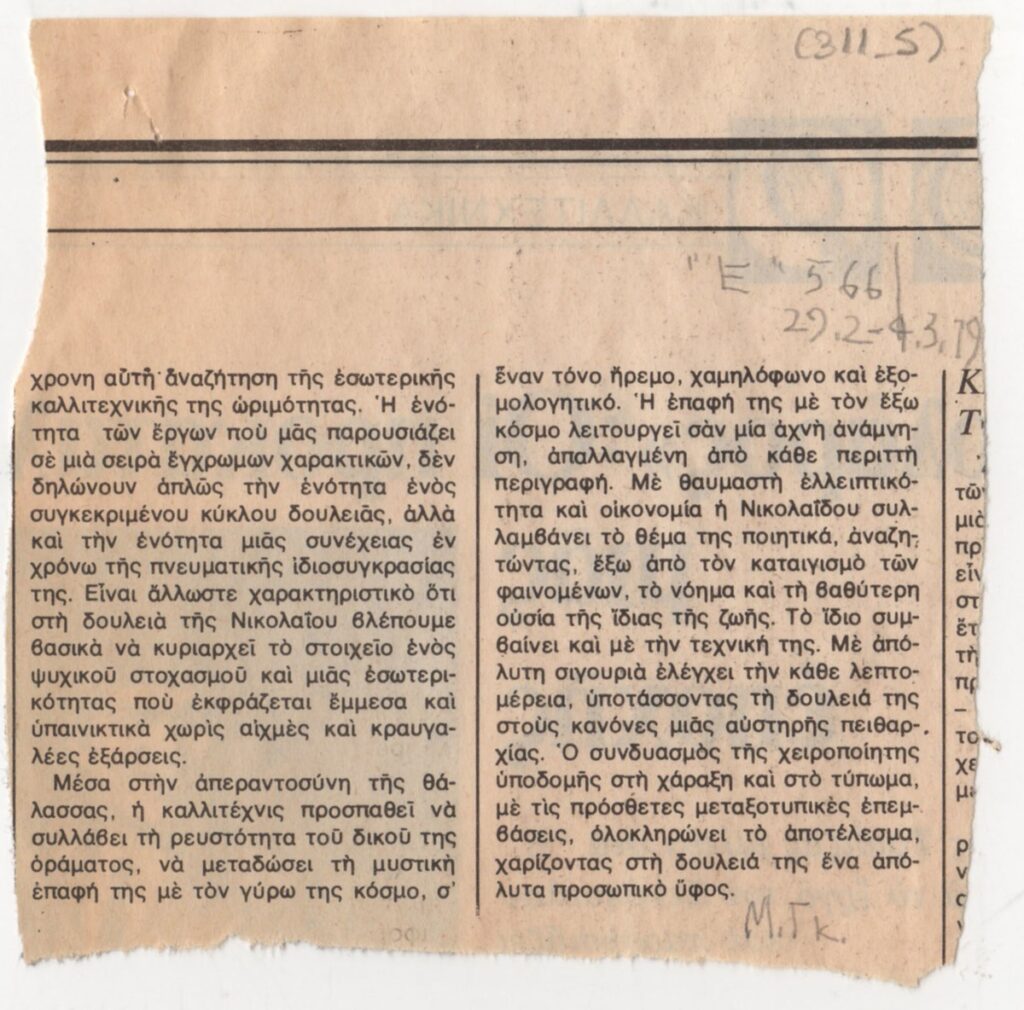 (311_5)
"Ε" 566
29.2-4.3.79
χρονη αὐτὴ ἀναζήτηση τῆς ἐσωτερικῆς
καλλιτεχνικῆς της ὡριμότητας. Ἡ ἑνό-
τητα τῶν ἔργων ποὺ μᾶς παρουσιάζει
σὲ μιὰ σειρὰ ἔγχρωμων χαρακτικῶν, δὲν
δηλώνουν ἁπλῶς τὴν ἑνότητα ἑνὸς
συγκεκριμένου κύκλου δουλειᾶς, ἀλλὰ
καὶ τὴν ἑνότητα μιᾶς συνέχειας ἐν
χρόνω τῆς πνευματικῆς ἰδιοσυγκρασίας
της. Εἶναι ἄλλωστε χαρακτηριστικὸ ὅτι
στὴ δουλειὰ τῆς Νικολαΐου βλέπουμε
βασικὰ νὰ κυριαρχεῖ τὸ στοιχεῖο ἑνὸς
ψυχικοῦ στοχασμοῦ καὶ μιᾶς ἐσωτερι-
κότητας ποὺ ἐκφράζεται ἔμμεσα καὶ
ὑπαινικτικὰ χωρὶς αἰχμὲς καὶ κραυγα-
λέες ἐξάρσεις.
Μέσα στὴν ἀπεραντοσύνη τῆς θά-
λασσας, ἡ καλλιτέχνις προσπαθεῖ νὰ
συλλάβει τὴ ρευστότητα τοῦ δικοῦ της
ὁράματος, νὰ μεταδώσει τὴ μυστικὴ
ἐπαφή της μὲ τὸν γύρω της κόσμο, σ'
ἕναν τόνο ἤρεμο, χαμηλόφωνο καὶ ἐξο-
μολογητικό. Ἡ ἐπαφή της μὲ τὸν ἔξω
κόσμο λειτουργεῖ σὰν μία ἀχνὴ ἀνάμνη-
ση, ἀπαλλαγμένη ἀπὸ κάθε περιττὴ
περιγραφή. Μὲ θαυμαστὴ ἐλλειπτικό-
τητα καὶ οἰκονομία ἡ Νικολαΐδου συλ-
λαμβάνει τὸ θέμα της ποιητικά, ἀναζη-
τώντας, ἔξω ἀπὸ τὸν καταιγισμὸ τῶν
φαινομένων, τὸ νόημα καὶ τὴ βαθύτερη
οὐσία τῆς ἴδιας τῆς ζωῆς. Τὸ ἴδιο συμ-
βαίνει καὶ μὲ τὴν τεχνική της. Μὲ ἀπό-
λυτη σιγουριὰ ἐλέγχει τὴν κάθε λεπτο-
μέρεια, ὑποτάσσοντας τὴ δουλειά της
στοὺς κανόνες μιᾶς αὐστηρῆς πειθαρ-
χίας. Ὁ συνδυασμὸς τῆς χειροποίητης
ὑποδομῆς στὴ χάραξη καὶ στὸ τύπωμα,
μὲ τὶς πρόσθετες μεταξοτυπικὲς ἐπεμ-
βάσεις, ὁλοκληρώνει τὸ ἀποτέλεσμα,
χαρίζοντας στὴ δουλειά της ἕνα ἀπό-
λυτα προσωπικὸ ὕφος.
Μ.Γκ.
τῶν
μιὰ